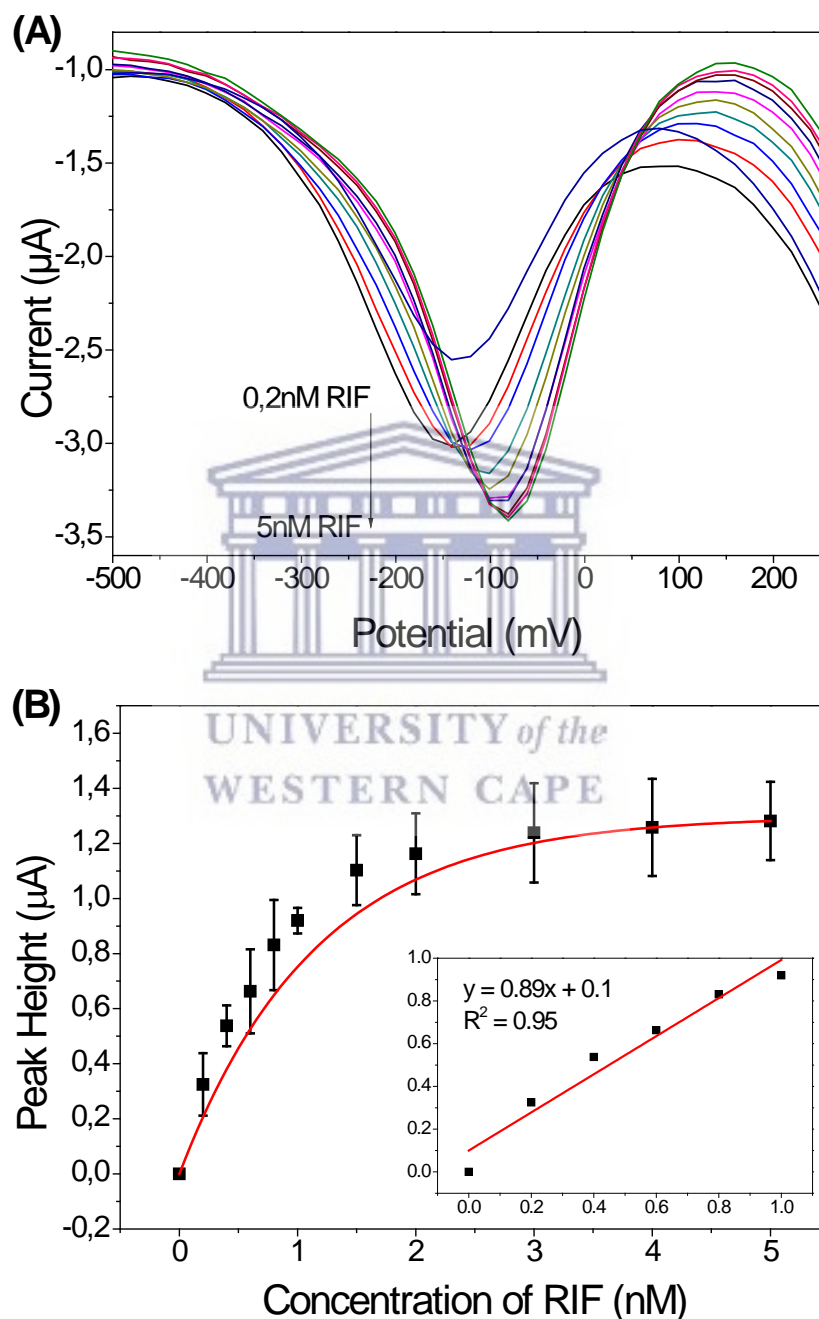 (A)
-1,0
-1,5
-2,0
-2,5
-3,0
-3,5
Current (µA)
0,2nM RIF
5nM RIF
-500 -400 -300 -200 -100 0 100 200
Potential (mV)
(B)
UNIVERSITY of the
WESTERN CAPE
1,6
1,4
1,2
1,0
0,8
0,6
0,4
0,2
0,0
-0,2
Peak Height (µA)
y = 0.89x + 0.1
R² = 0.95
1.0
0.8
0.6
0.4
0.2
0.0
0.0 0.2 0.4 0.6 0.8 1.0
0 1 2 3 4 5
Concentration of RIF (nM)